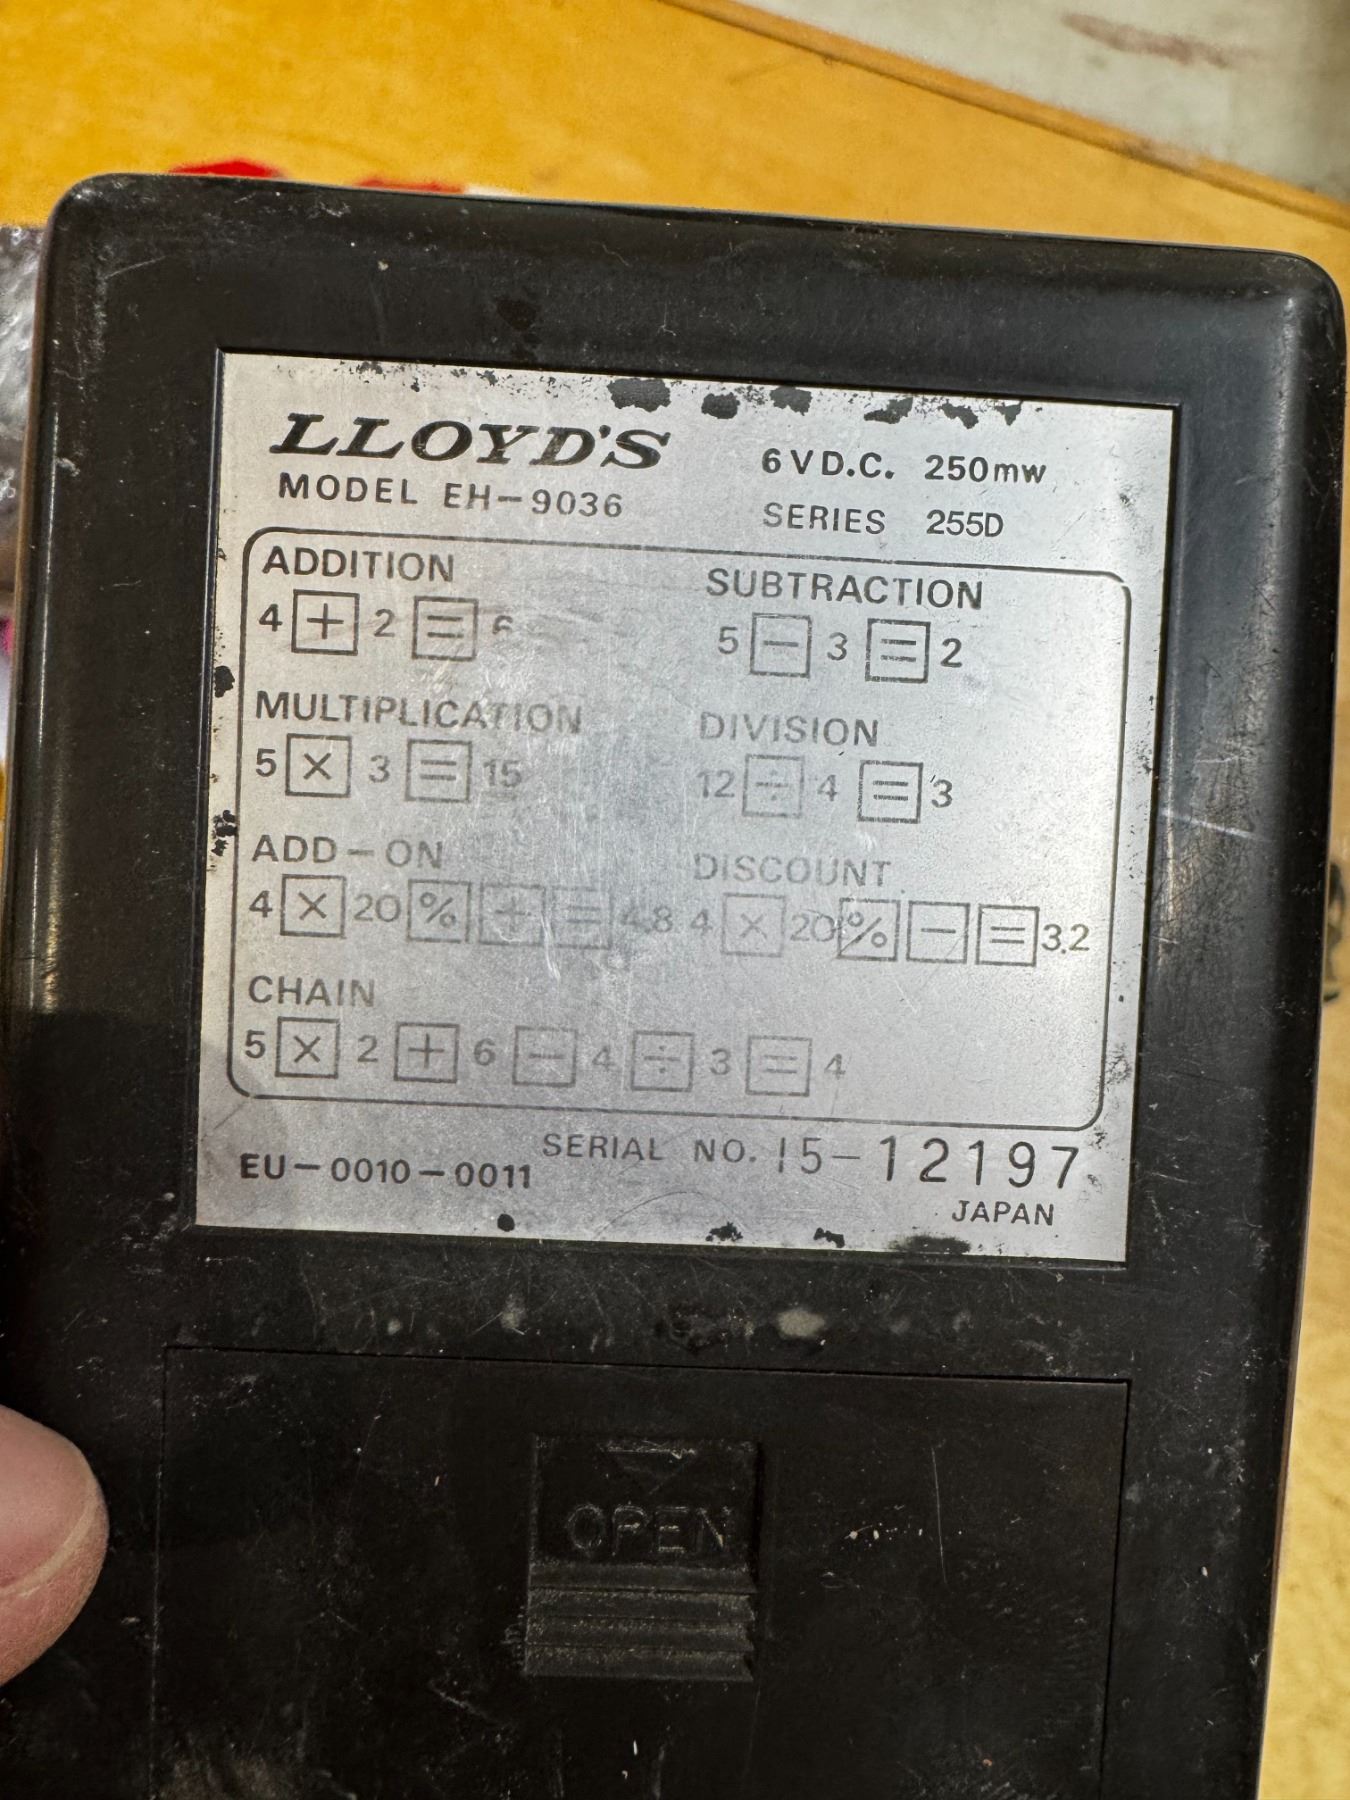 LLOYD'S
MODEL EH-9036
6V D.C. 250mw
SERIES 255D
ADDITION
4 + 2 = 6
SUBTRACTION
5 − 3 = 2
MULTIPLICATION
5 × 3 = 15
DIVISION
12 ÷ 4 = 3
ADD-ON
4 × 20 % + = 4.8
DISCOUNT
4 × 20 % − = 3.2
CHAIN
5 × 2 + 6 − 4 ÷ 3 = 4
SERIAL NO. 15-12197
EU-0010-0011
JAPAN
OPEN